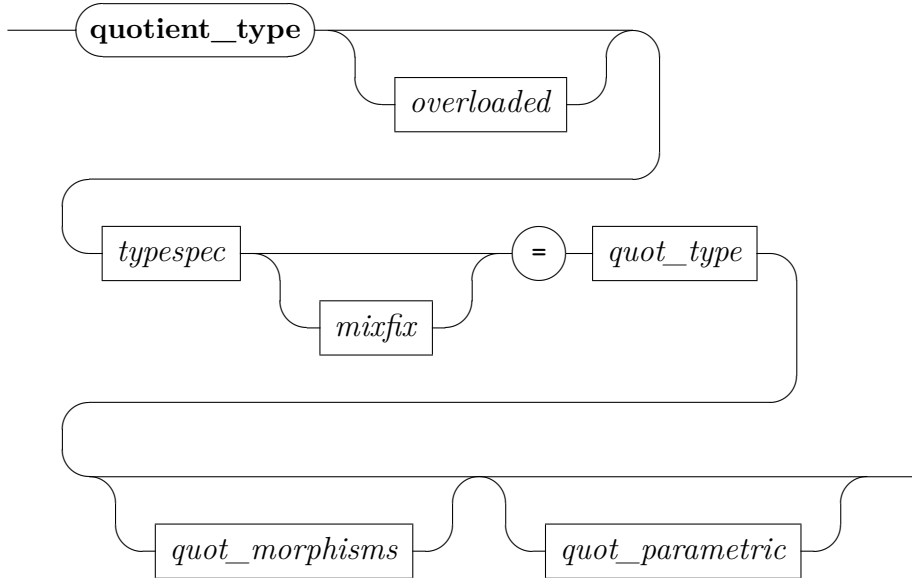 quotient_type
overloaded
typespec = quot_type
mixfix
quot_morphisms quot_parametric